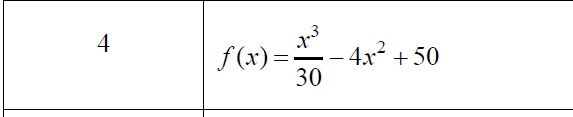 4
f(x) = x³/30 − 4x² + 50